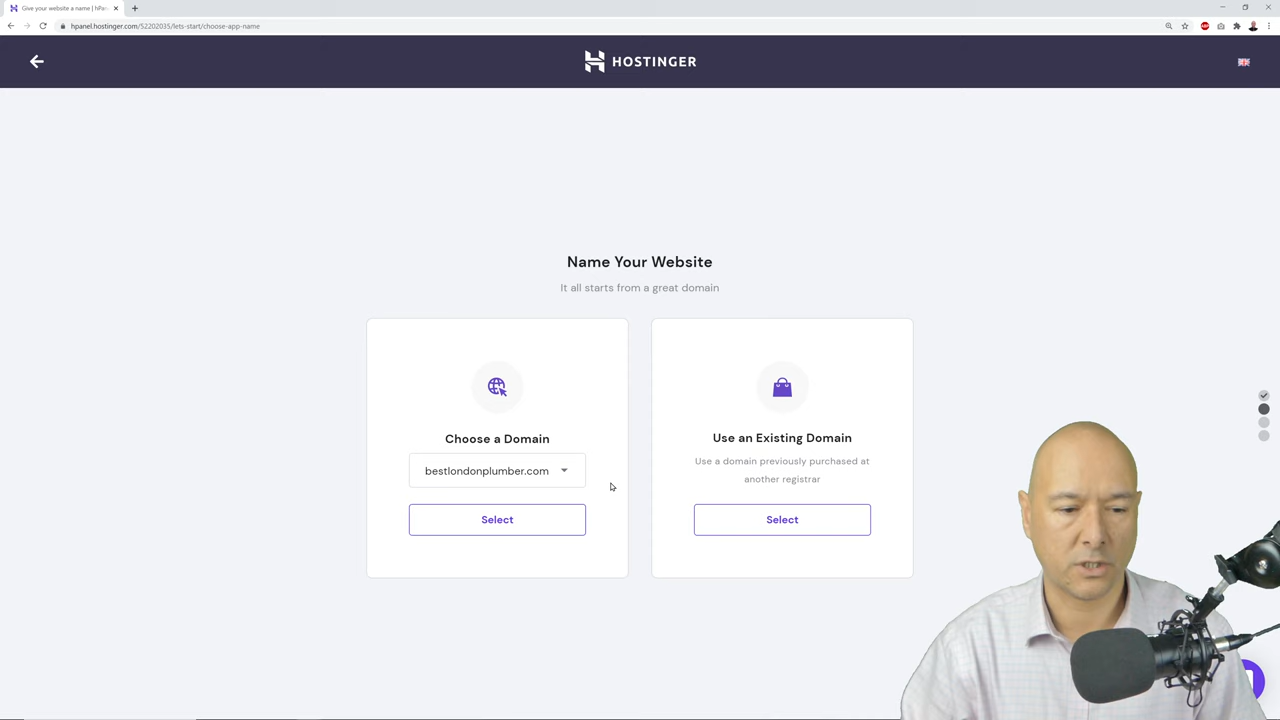 Give your website a name | hPan
hpanel.hostinger.com/52202035/lets-start/choose-app-name
HOSTINGER
Name Your Website
It all starts from a great domain
Choose a Domain
bestlondonplumber.com
Select
Use an Existing Domain
Use a domain previously purchased at
another registrar
Select